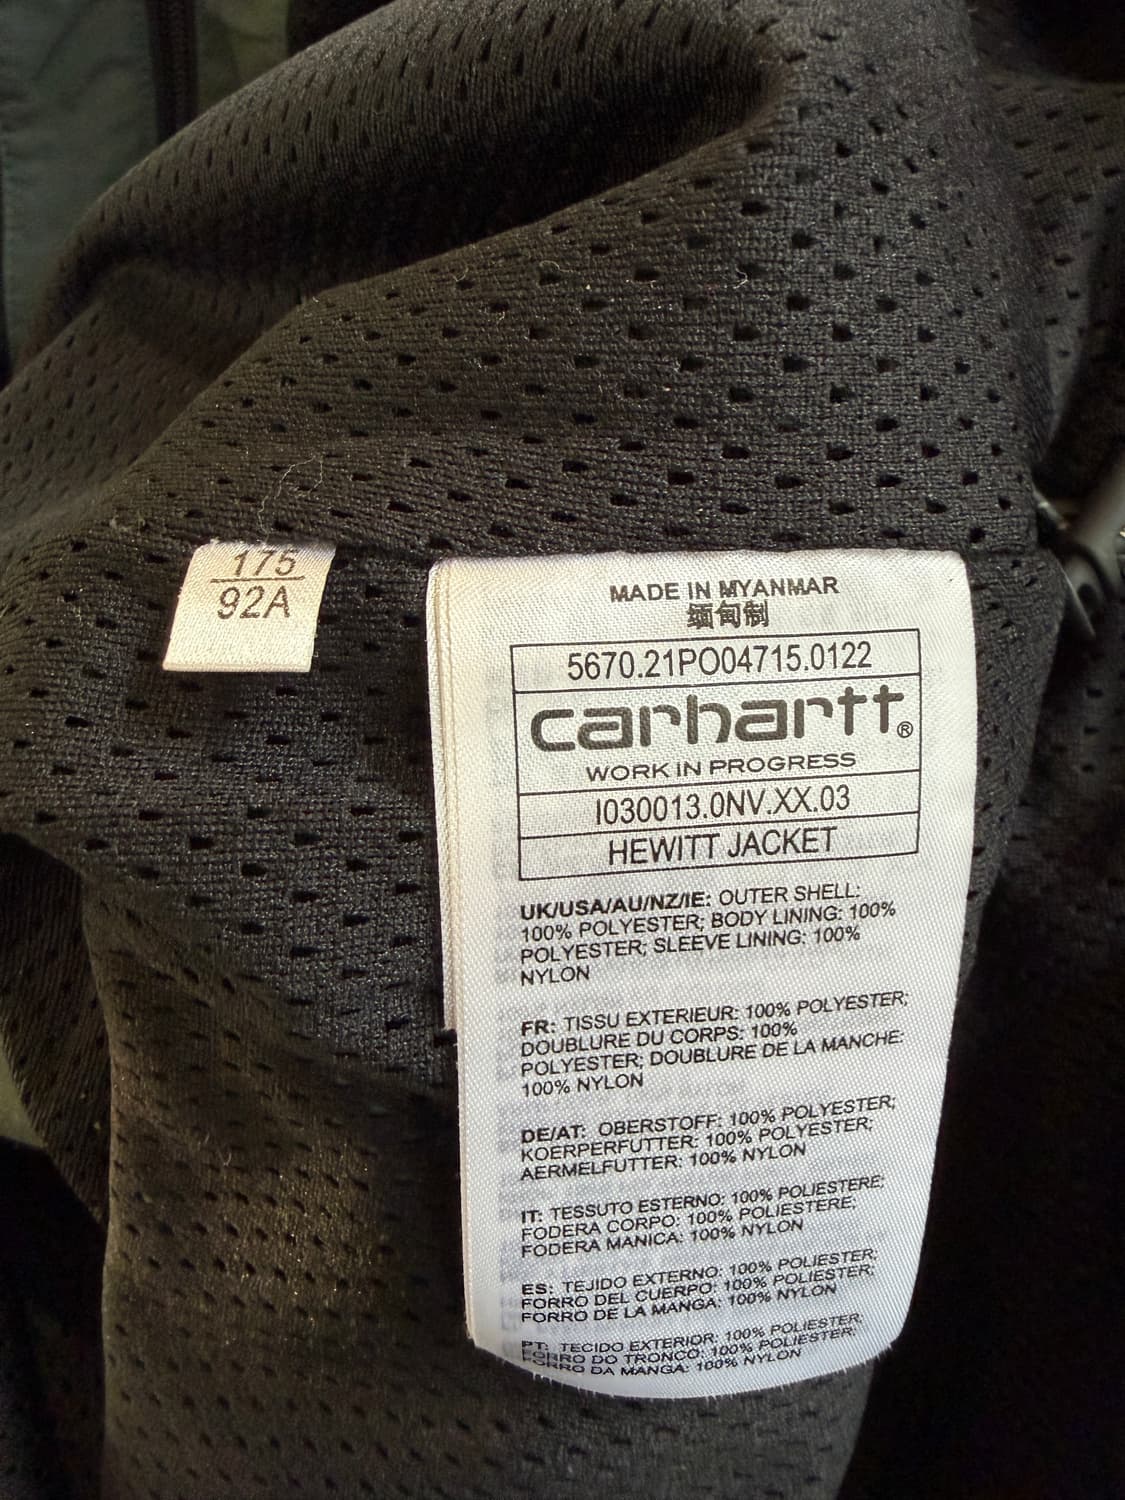 175
92A
MADE IN MYANMAR
缅甸制
5670.21PO04715.0122
carhartt®
WORK IN PROGRESS
I030013.0NV.XX.03
HEWITT JACKET
UK/USA/AU/NZ/IE: OUTER SHELL:
100% POLYESTER; BODY LINING: 100%
POLYESTER; SLEEVE LINING: 100%
NYLON
FR: TISSU EXTERIEUR: 100% POLYESTER;
DOUBLURE DU CORPS: 100%
POLYESTER; DOUBLURE DE LA MANCHE:
100% NYLON
DE/AT: OBERSTOFF: 100% POLYESTER;
KOERPERFUTTER: 100% POLYESTER;
AERMELFUTTER: 100% NYLON
IT: TESSUTO ESTERNO: 100% POLIESTERE;
FODERA CORPO: 100% POLIESTERE;
FODERA MANICA: 100% NYLON
ES: TEJIDO EXTERNO: 100% POLIESTER;
FORRO DEL CUERPO: 100% POLIESTER;
FORRO DE LA MANGA: 100% NYLON
PT: TECIDO EXTERIOR: 100% POLIESTER;
FORRO DO TRONCO: 100% POLIESTER;
FORRO DA MANGA: 100% NYLON